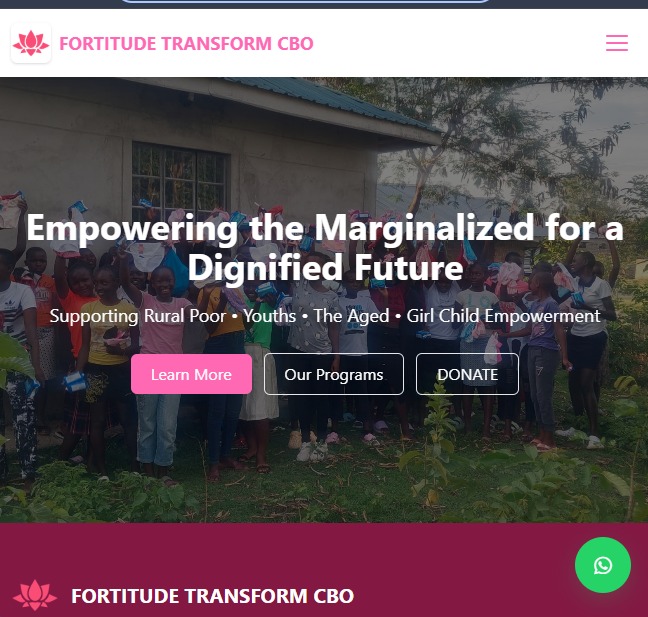 FORTITUDE TRANSFORM CBO
Empowering the Marginalized for a
Dignified Future
Supporting Rural Poor • Youths • The Aged • Girl Child Empowerment
Learn More
Our Programs
DONATE
FORTITUDE TRANSFORM CBO